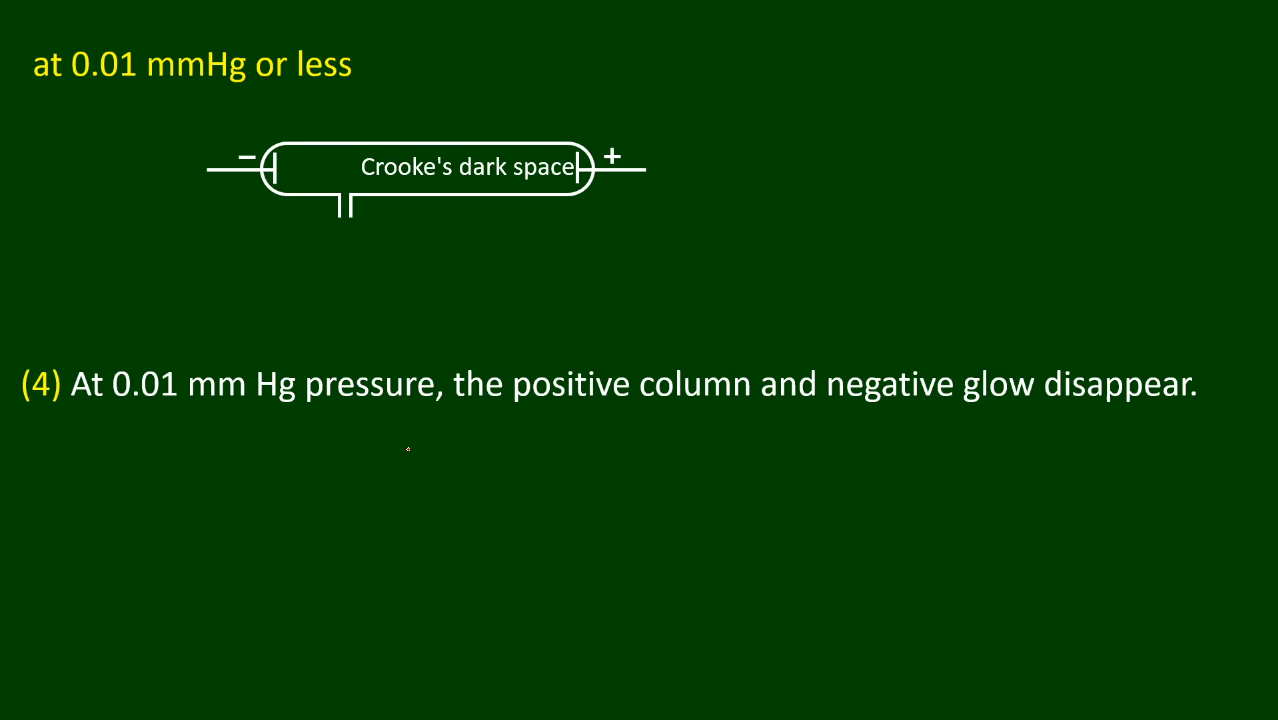 at 0.01 mmHg or less
– +
Crooke's dark space
(4) At 0.01 mm Hg pressure, the positive column and negative glow disappear.